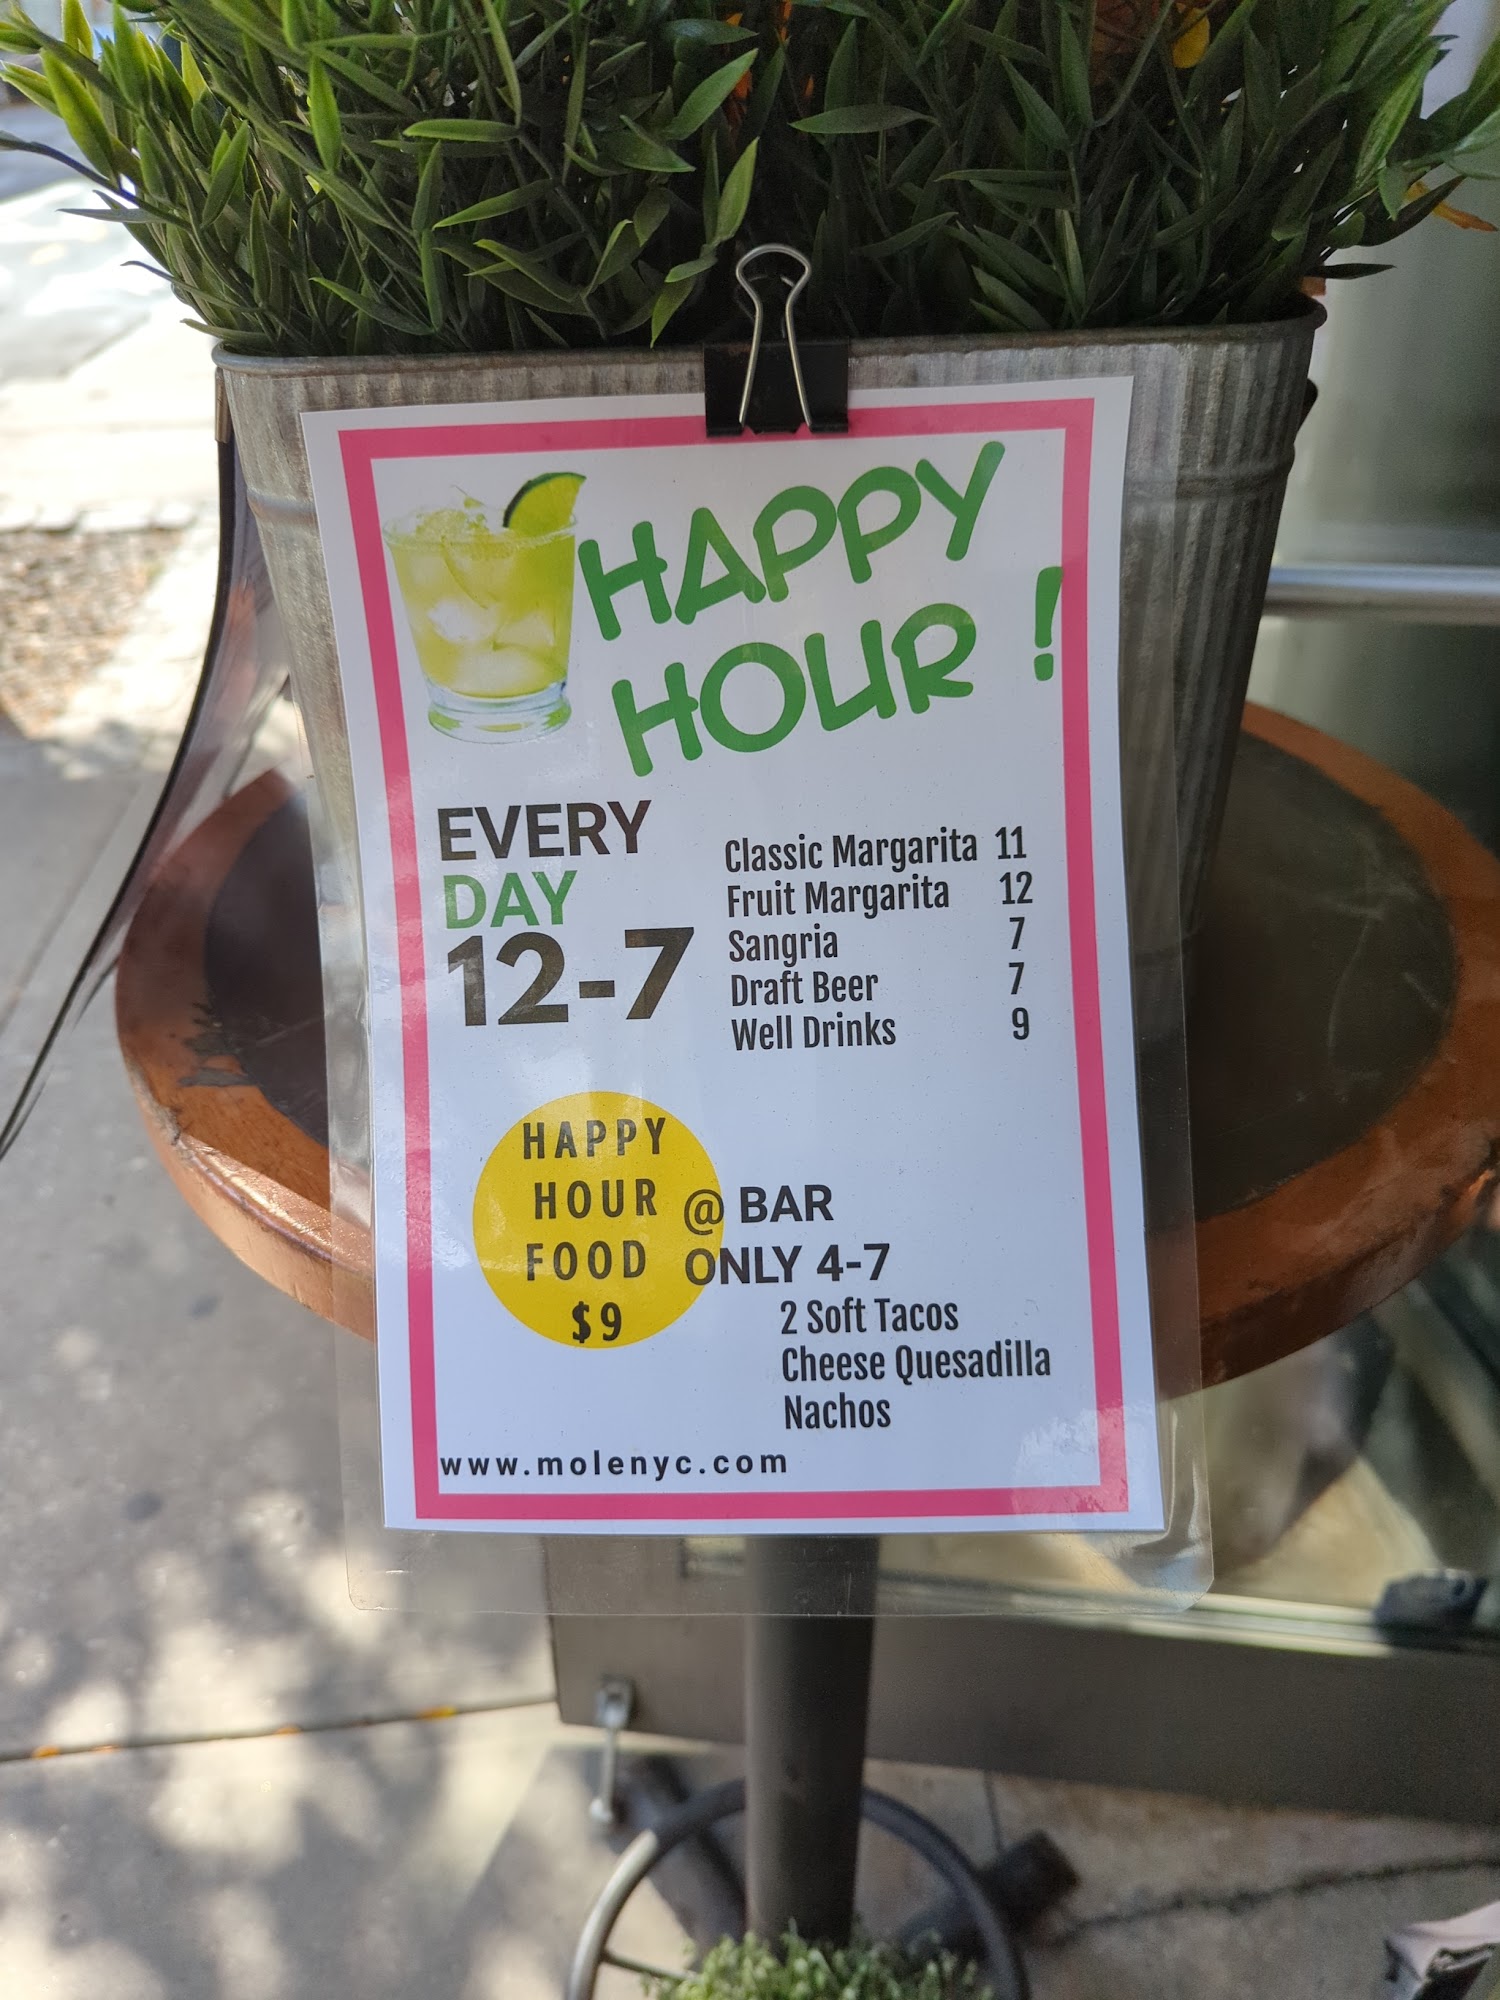 HAPPY
HOUR !
EVERY
DAY
12-7
Classic Margarita 11
Fruit Margarita 12
Sangria 7
Draft Beer 7
Well Drinks 9
HAPPY
HOUR
FOOD
$9
@ BAR
ONLY 4-7
2 Soft Tacos
Cheese Quesadilla
Nachos
www.molenyc.com